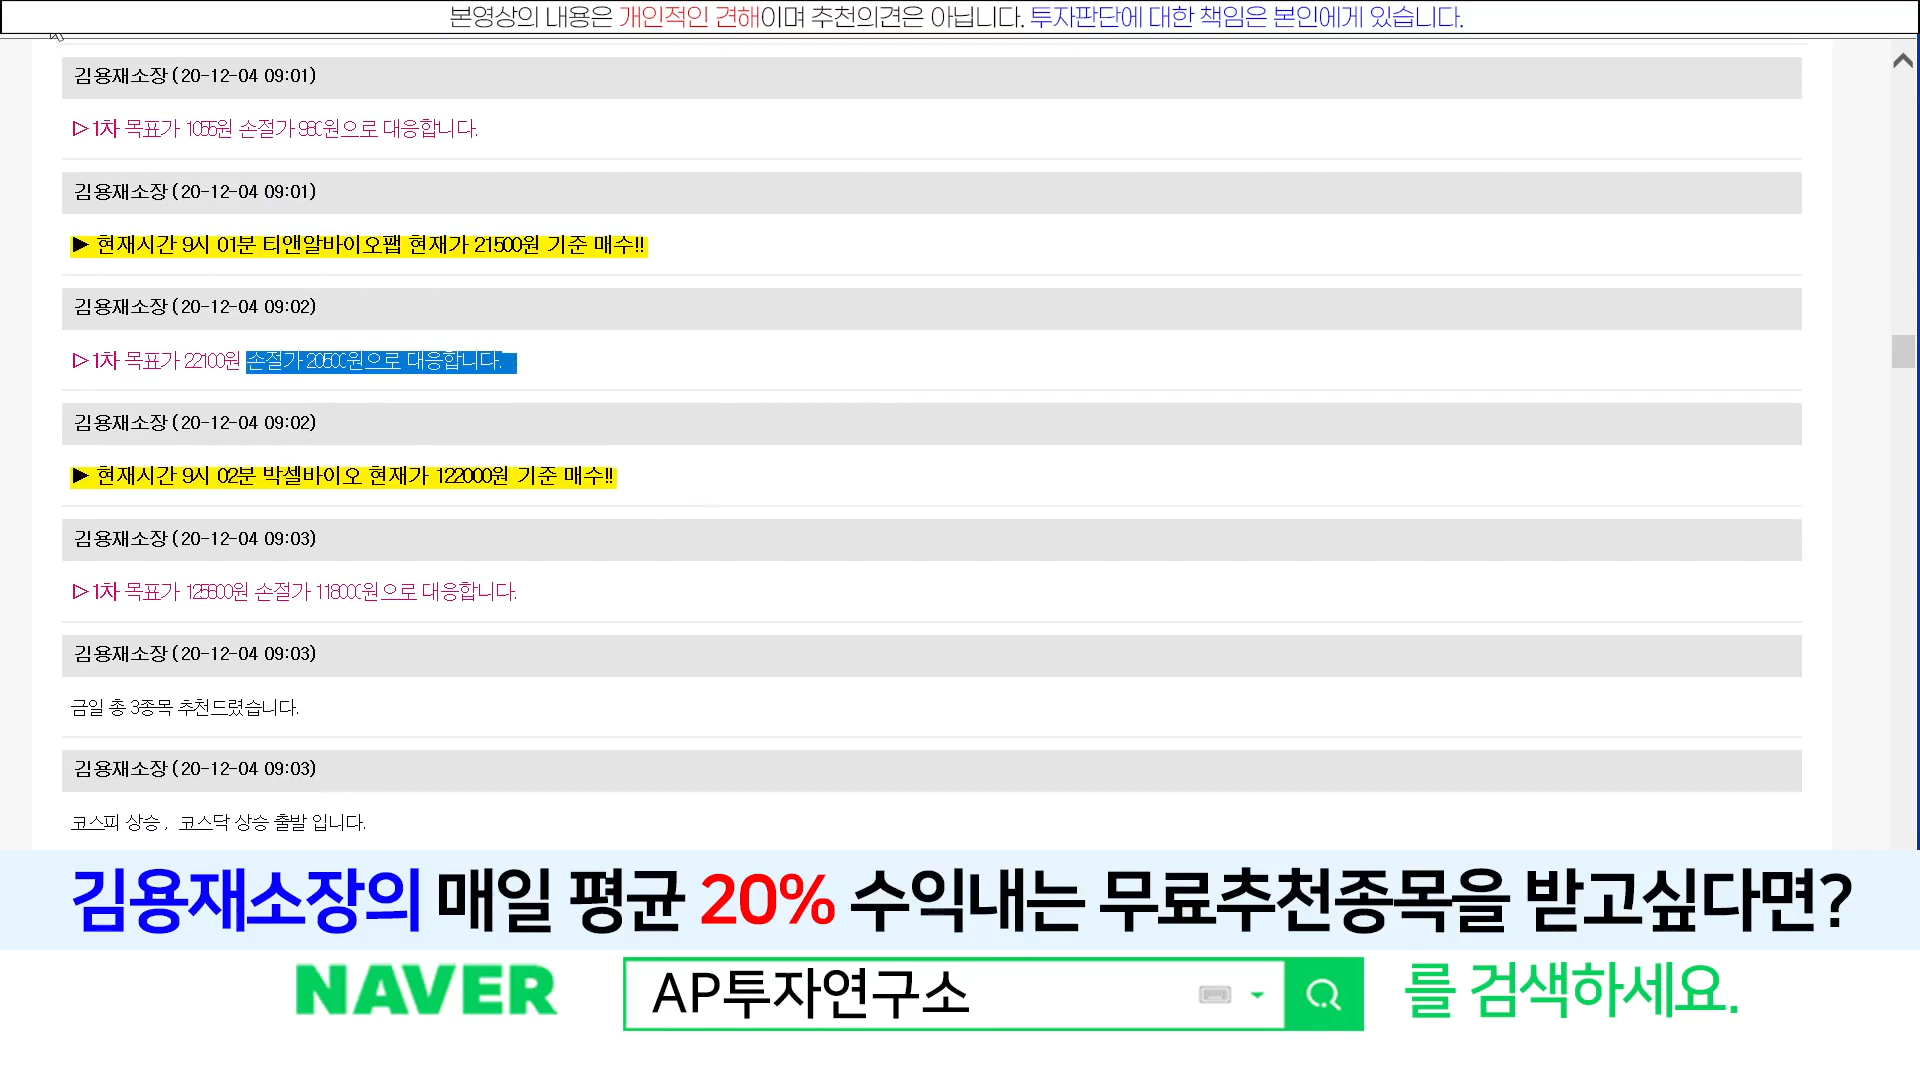 본영상의 내용은 개인적인 견해이며 추천의견은 아닙니다. 투자판단에 대한 책임은 본인에게 있습니다.
김용재소장 (20-12-04 09:01)
▷1차 목표가 1055원 손절가 980원으로 대응합니다.
김용재소장 (20-12-04 09:01)
▶ 현재시간 9시 01분 티앤알바이오팹 현재가 21500원 기준 매수!!
김용재소장 (20-12-04 09:02)
▷1차 목표가 22100원 손절가 20500원으로 대응합니다.
김용재소장 (20-12-04 09:02)
▶ 현재시간 9시 02분 박셀바이오 현재가 122000원 기준 매수!!
김용재소장 (20-12-04 09:03)
▷1차 목표가 손절가 118000원으로 대응합니다.
김용재소장 (20-12-04 09:03)
금일 총 3종목 추천드렸습니다.
김용재소장 (20-12-04 09:03)
코스피 상승 , 코스닥 상승 출발 입니다.
김용재소장의 매일 평균 20% 수익내는 무료추천종목을 받고싶다면?
NAVER AP투자연구소 를 검색하세요.